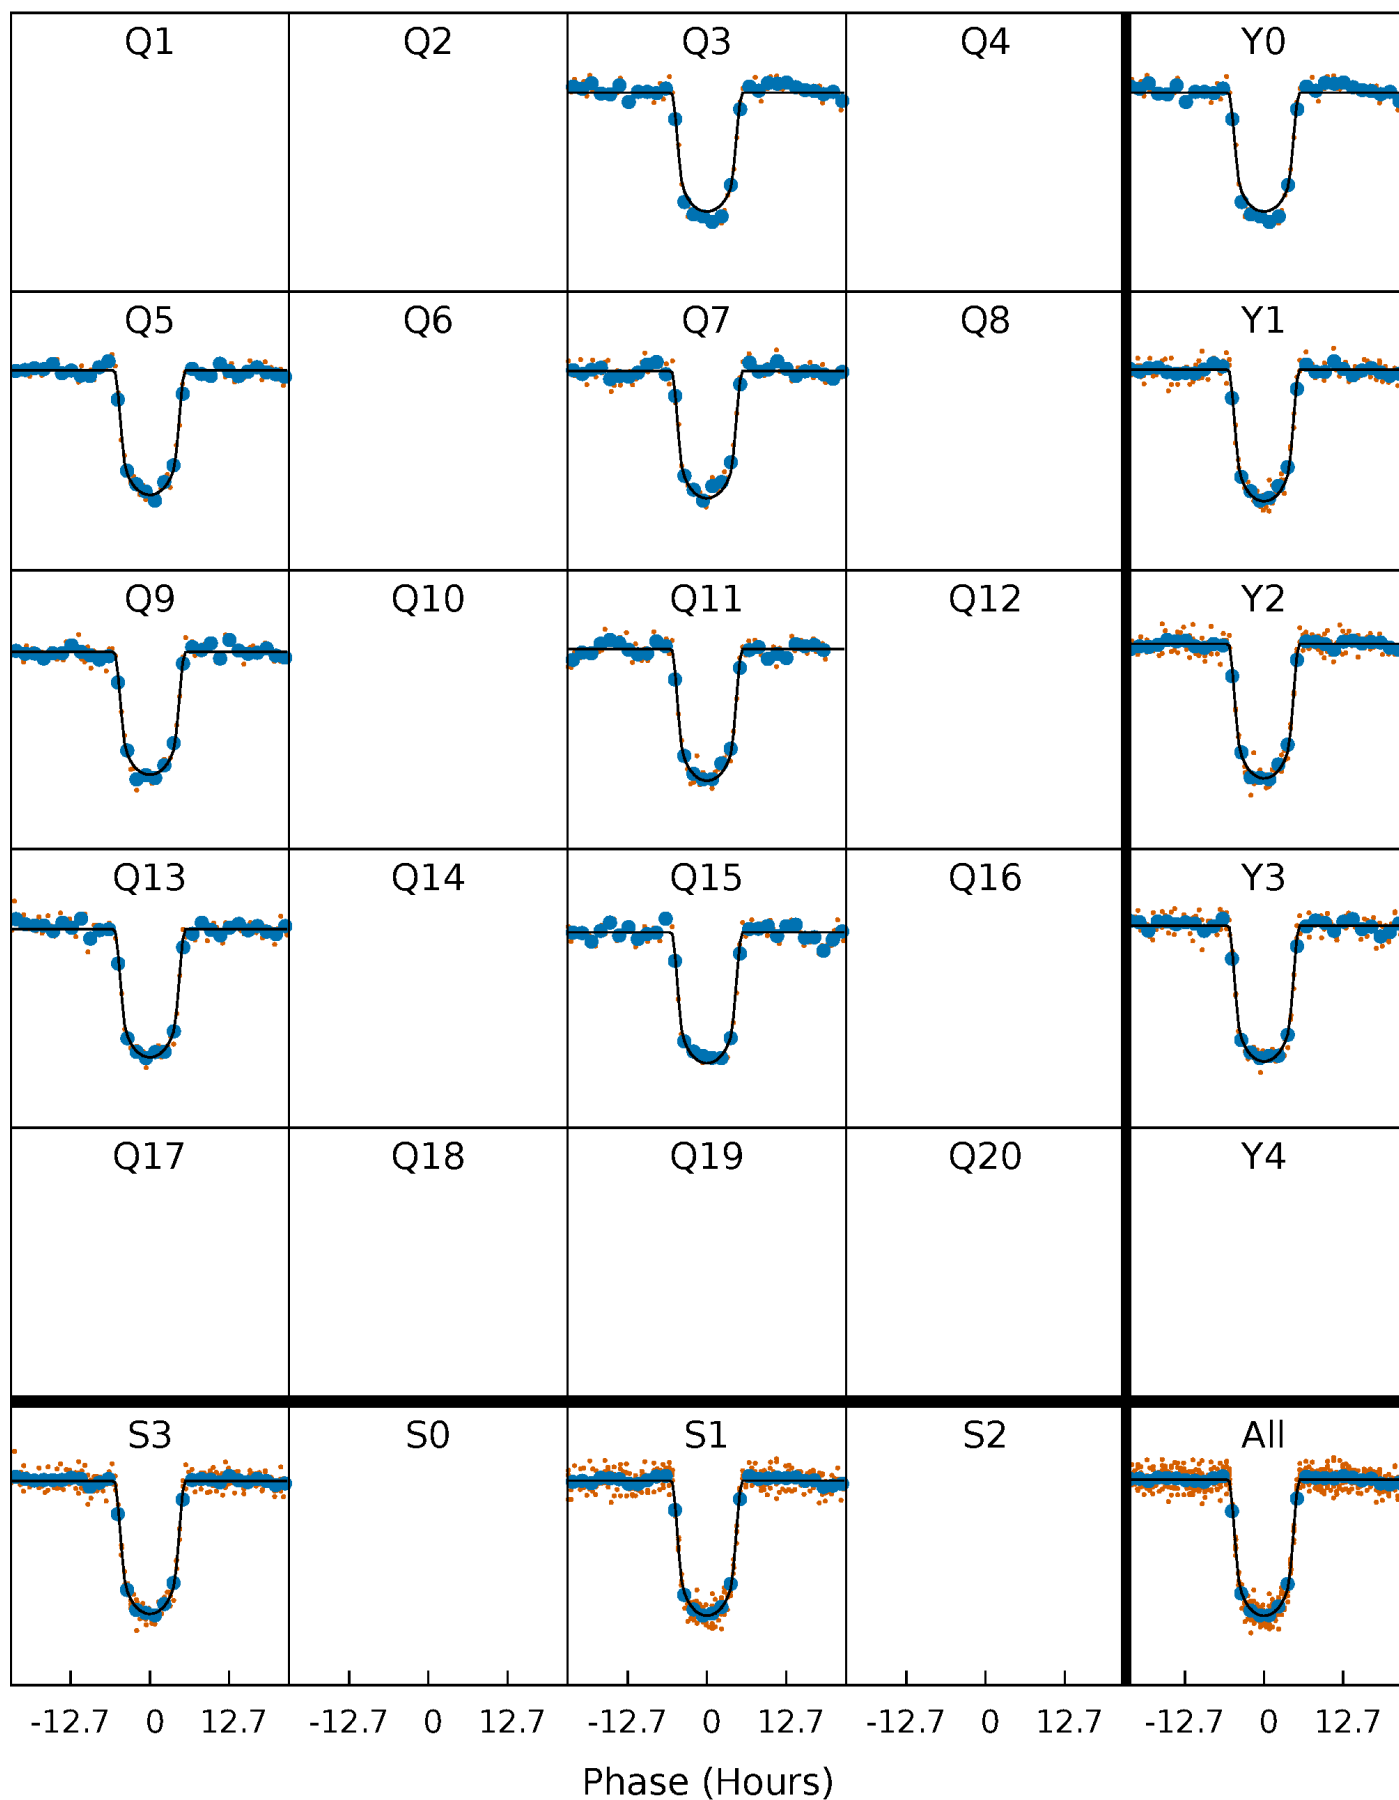 Q1 Q2 Q3 Q4 Y0
Q5 Q6 Q7 Q8 Y1
Q9 Q10 Q11 Q12 Y2
Q13 Q14 Q15 Q16 Y3
Q17 Q18 Q19 Q20 Y4
S3 S0 S1 S2 All
-12.7 0 12.7 -12.7 0 12.7 -12.7 0 12.7 -12.7 0 12.7 -12.7 0 12.7
Phase (Hours)